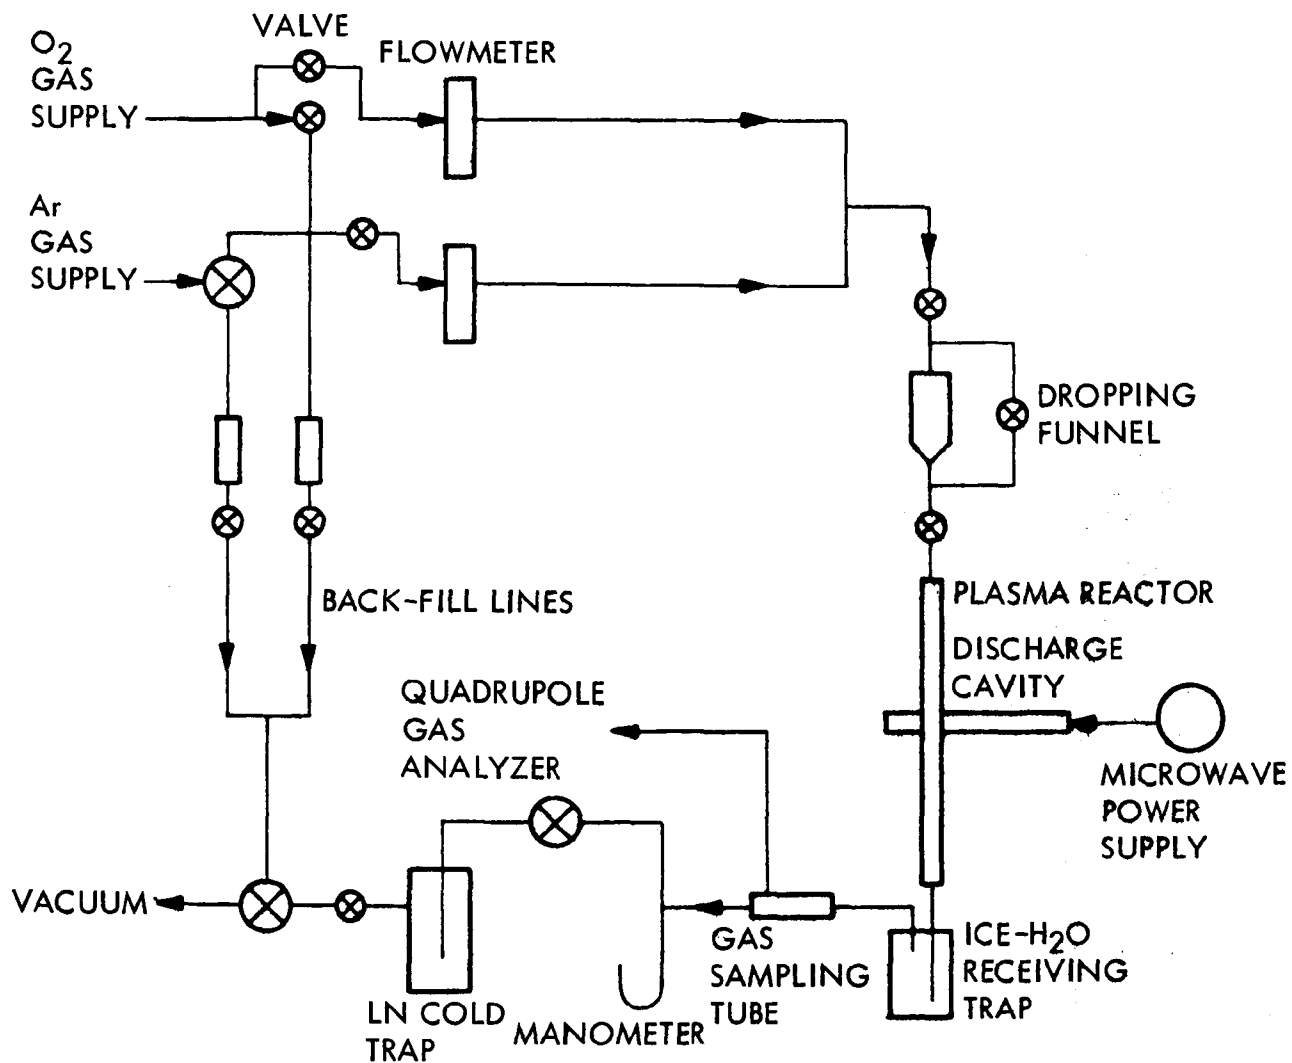 VALVE
O2
GAS
SUPPLY
FLOWMETER
Ar
GAS
SUPPLY
DROPPING
FUNNEL
BACK-FILL LINES
PLASMA REACTOR
DISCHARGE
CAVITY
QUADRUPOLE
GAS
ANALYZER
MICROWAVE
POWER
SUPPLY
VACUUM
LN COLD
TRAP
MANOMETER
GAS
SAMPLING
TUBE
ICE-H2O
RECEIVING
TRAP